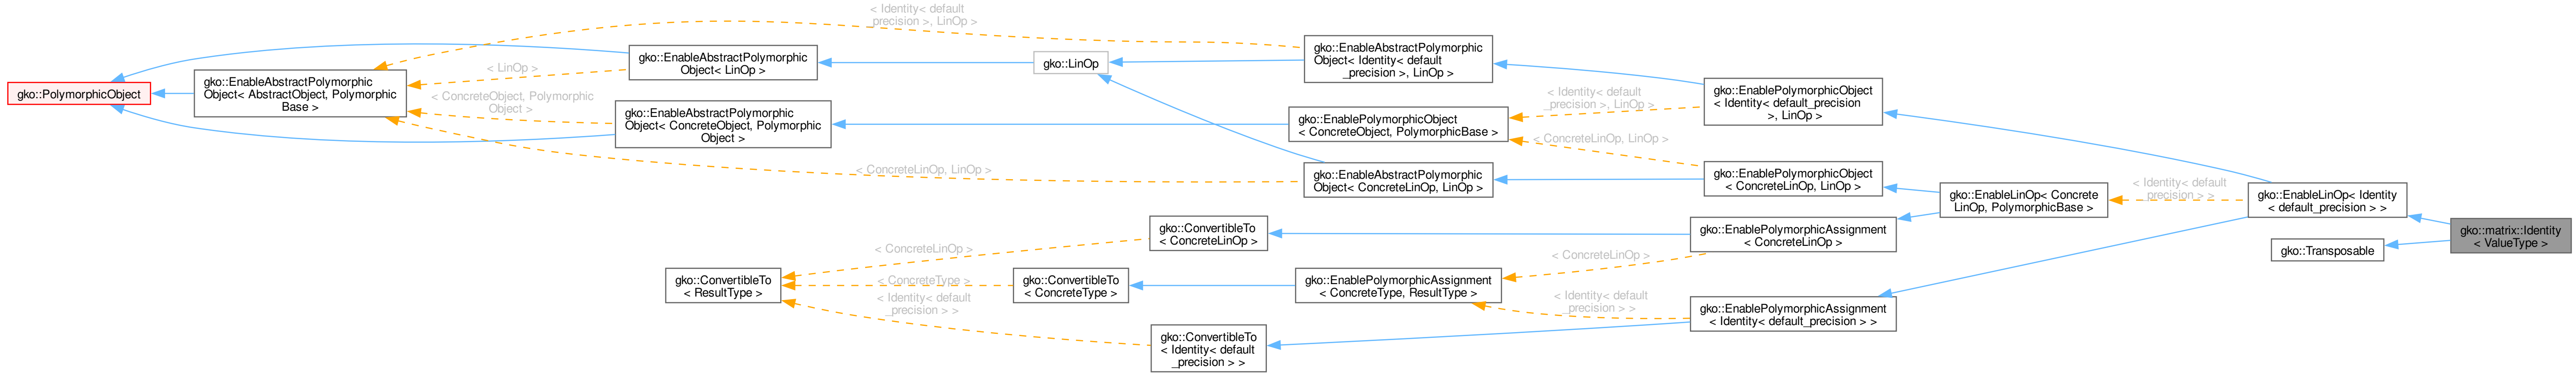 gko::PolymorphicObject
gko::EnableAbstractPolymorphic
Object< AbstractObject, Polymorphic
Base >
< Identity< default
_precision >, LinOp >
< LinOp >
< ConcreteObject, Polymorphic
Object >
< ConcreteLinOp, LinOp >
gko::EnableAbstractPolymorphic
Object< LinOp >
gko::EnableAbstractPolymorphic
Object< ConcreteObject, Polymorphic
Object >
gko::ConvertibleTo
< ResultType >
< ConcreteLinOp >
< ConcreteType >
< Identity< default
_precision > >
gko::LinOp
gko::ConvertibleTo
< ConcreteType >
gko::ConvertibleTo
< ConcreteLinOp >
gko::ConvertibleTo
< Identity< default
_precision > >
gko::EnableAbstractPolymorphic
Object< Identity< default
_precision >, LinOp >
gko::EnablePolymorphicObject
< ConcreteObject, PolymorphicBase >
gko::EnableAbstractPolymorphic
Object< ConcreteLinOp, LinOp >
gko::EnablePolymorphicAssignment
< ConcreteType, ResultType >
< Identity< default
_precision >, LinOp >
< ConcreteLinOp, LinOp >
< ConcreteLinOp >
< Identity< default
_precision > >
gko::EnablePolymorphicObject
< Identity< default_precision
>, LinOp >
gko::EnablePolymorphicObject
< ConcreteLinOp, LinOp >
gko::EnablePolymorphicAssignment
< ConcreteLinOp >
gko::EnablePolymorphicAssignment
< Identity< default_precision > >
gko::EnableLinOp< Concrete
LinOp, PolymorphicBase >
< Identity< default
_precision > >
gko::EnableLinOp< Identity
< default_precision > >
gko::Transposable
gko::matrix::Identity
< ValueType >